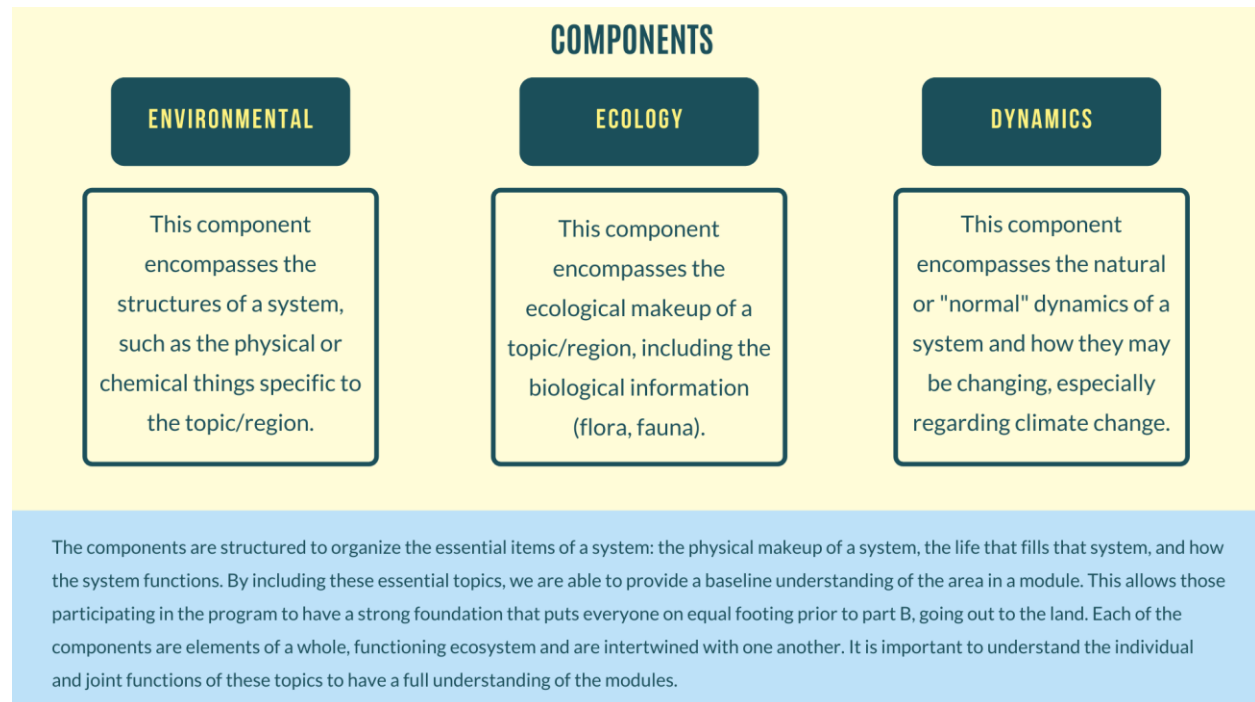 COMPONENTS
ENVIRONMENTAL
This component
encompasses the
structures of a system,
such as the physical or
chemical things specific to
the topic/region.
ECOLOGY
This component
encompasses the
ecological makeup of a
topic/region, including the
biological information
(flora, fauna).
DYNAMICS
This component
encompasses the natural
or "normal" dynamics of a
system and how they may
be changing, especially
regarding climate change.
The components are structured to organize the essential items of a system: the physical makeup of a system, the life that fills that system, and how
the system functions. By including these essential topics, we are able to provide a baseline understanding of the area in a module. This allows those
participating in the program to have a strong foundation that puts everyone on equal footing prior to part B, going out to the land. Each of the
components are elements of a whole, functioning ecosystem and are intertwined with one another. It is important to understand the individual
and joint functions of these topics to have a full understanding of the modules.